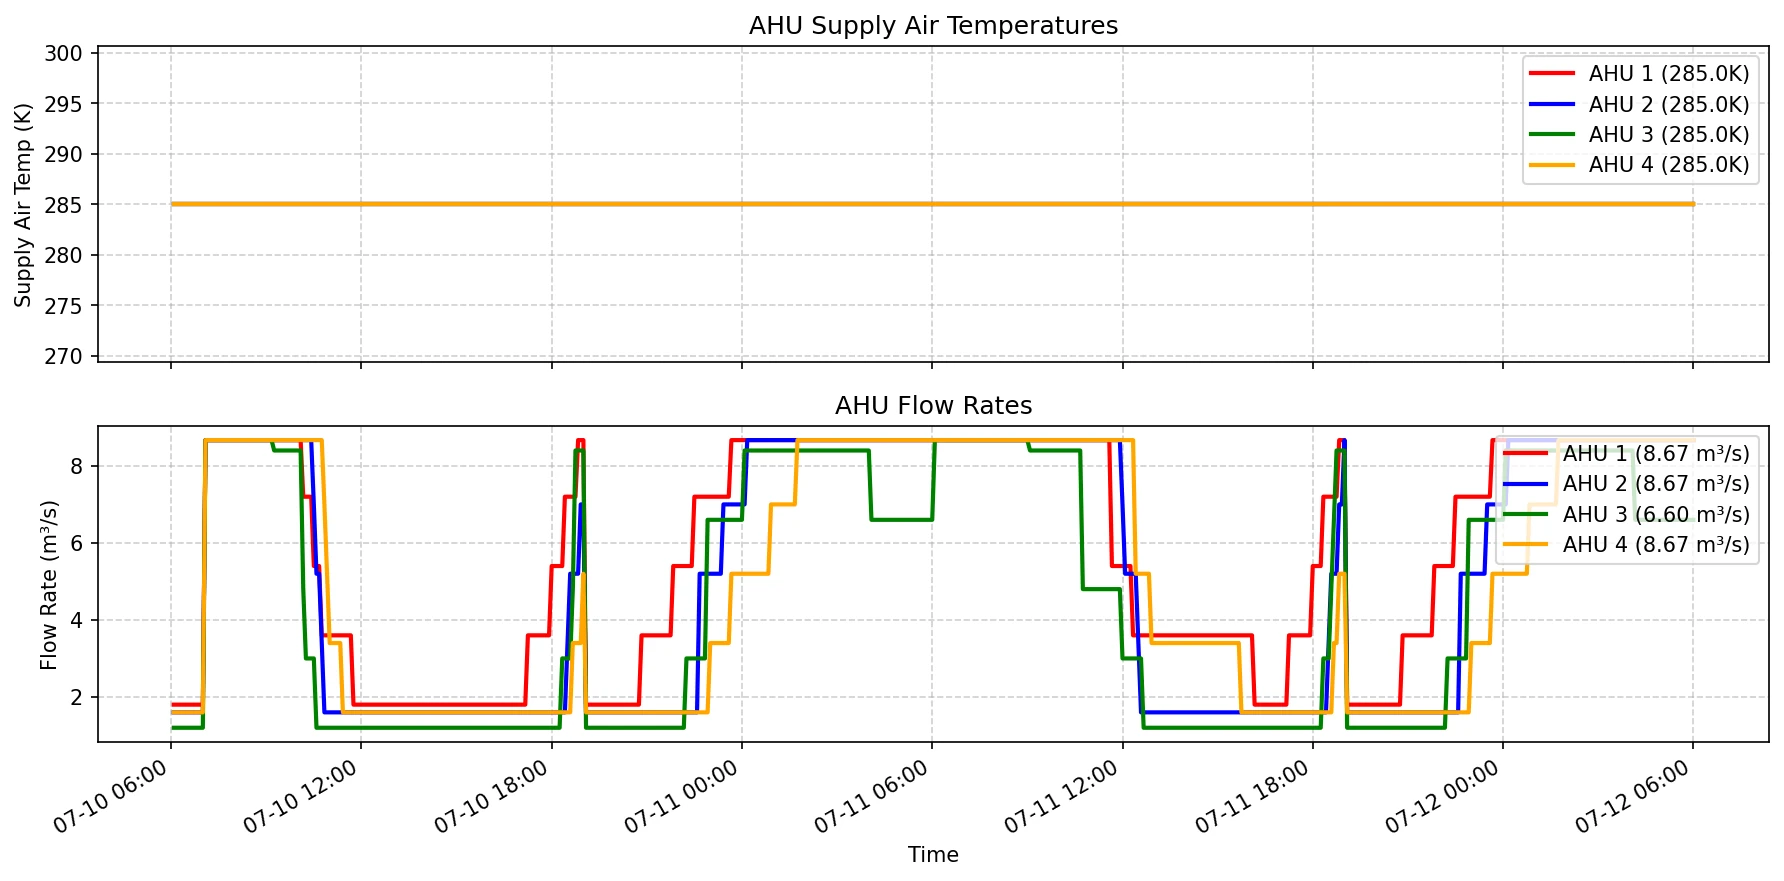 AHU Supply Air Temperatures
Supply Air Temp (K)
300
295
290
285
280
275
270
AHU 1 (285.0K)
AHU 2 (285.0K)
AHU 3 (285.0K)
AHU 4 (285.0K)
AHU Flow Rates
Flow Rate (m³/s)
8
6
4
2
AHU 1 (8.67 m³/s)
AHU 2 (8.67 m³/s)
AHU 3 (6.60 m³/s)
AHU 4 (8.67 m³/s)
07-10 06:00
07-10 12:00
07-10 18:00
07-11 00:00
07-11 06:00
07-11 12:00
07-11 18:00
07-12 00:00
07-12 06:00
Time